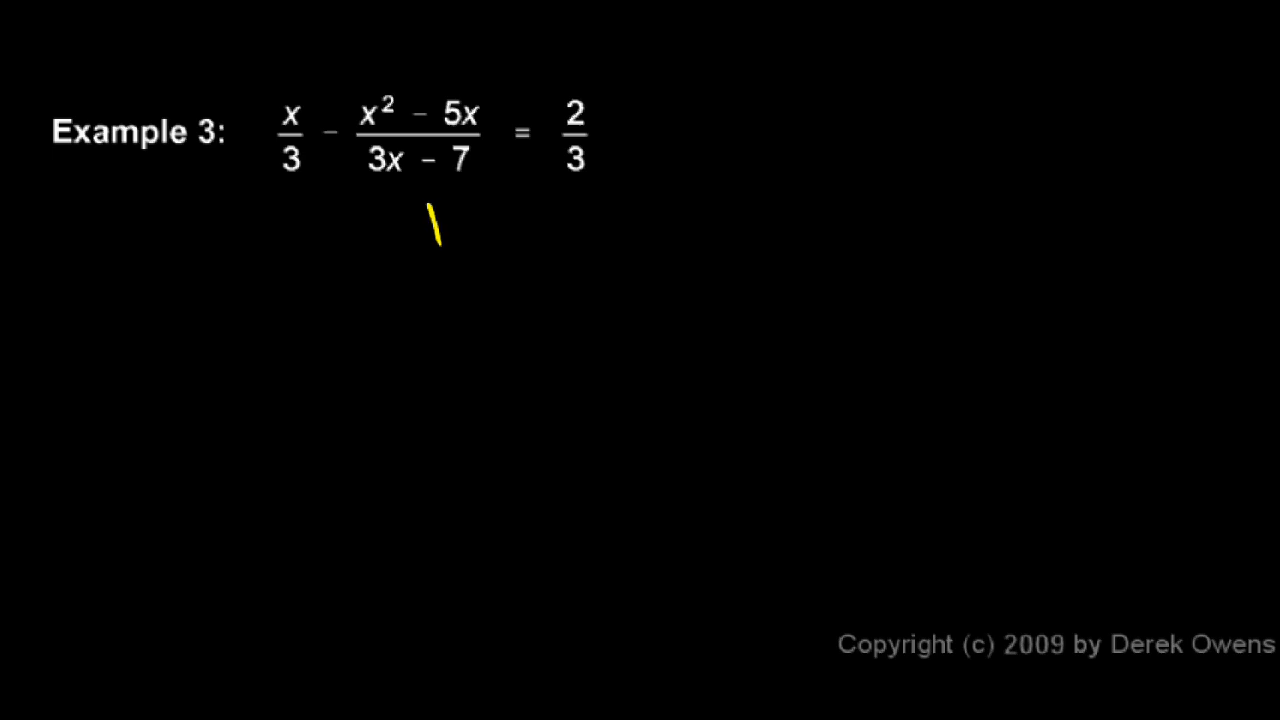 Example 3: x/3 − (x² − 5x)/(3x − 7) = 2/3
Copyright (c) 2009 by Derek Owens